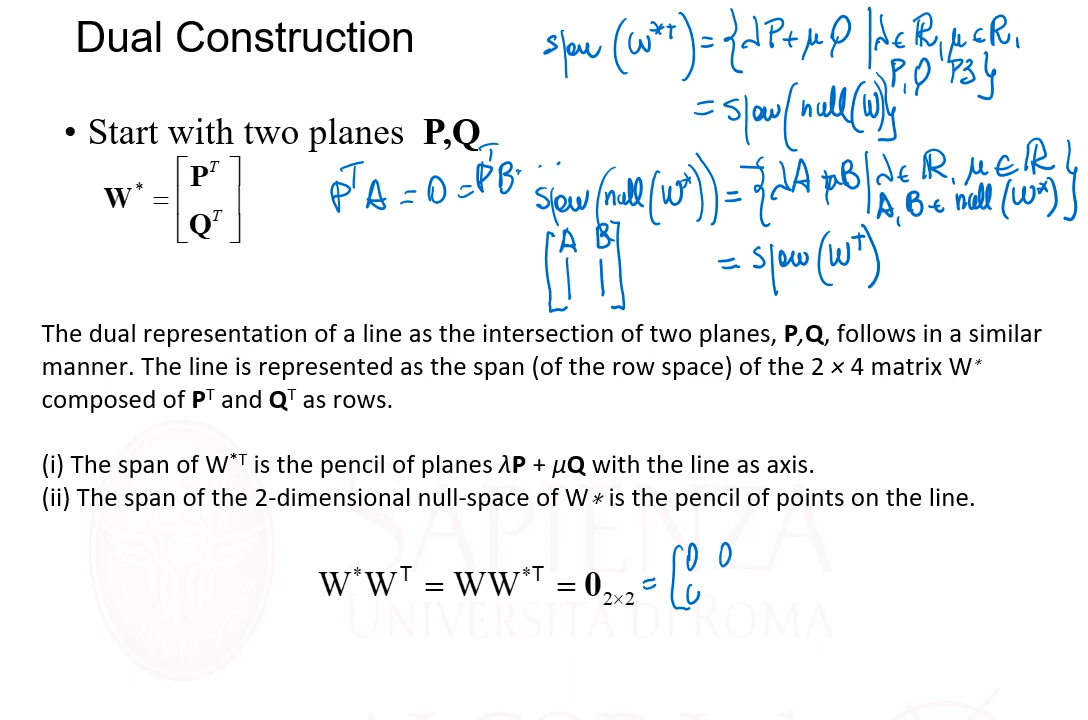 Dual Construction
span (W*ᵀ) = {λP + μQ | λ ∈ ℝ, μ ∈ ℝ,
P, Q ℙ3}
= span (null (W))
• Start with two planes P,Q
W* = [Pᵀ
Qᵀ]
PᵀA = 0 = PᵀB.
span (null (W*)) = {λA + μB | λ ∈ ℝ, μ ∈ ℝ
A, B ∈ null (W*)}
[A B]
= span (Wᵀ)
The dual representation of a line as the intersection of two planes, P,Q, follows in a similar
manner. The line is represented as the span (of the row space) of the 2 × 4 matrix W*
composed of Pᵀ and Qᵀ as rows.
(i) The span of W*ᵀ is the pencil of planes λP + μQ with the line as axis.
(ii) The span of the 2-dimensional null-space of W* is the pencil of points on the line.
W*Wᵀ = WW*ᵀ = 0₂ₓ₂ = [0 0
0
SAPIENZA
UNIVERSITÀ DI ROMA